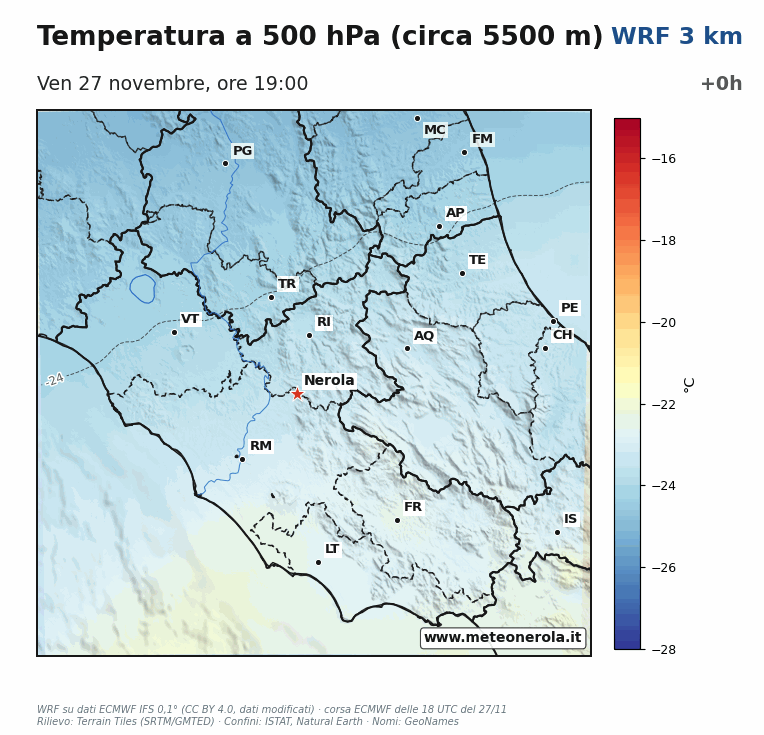 Temperatura a 500 hPa (circa 5500 m) WRF 3 km
Ven 27 novembre, ore 19:00 +0h
MC
FM
PG
AP
TE
TR
PE
VT
RI
AQ
CH
-24
Nerola
RM
FR
IS
LT
www.meteonerola.it
−16
−18
−20
−22
−24
−26
−28
°C
WRF su dati ECMWF IFS 0,1° (CC BY 4.0, dati modificati) · corsa ECMWF delle 18 UTC del 27/11
Rilievo: Terrain Tiles (SRTM/GMTED) · Confini: ISTAT, Natural Earth · Nomi: GeoNames